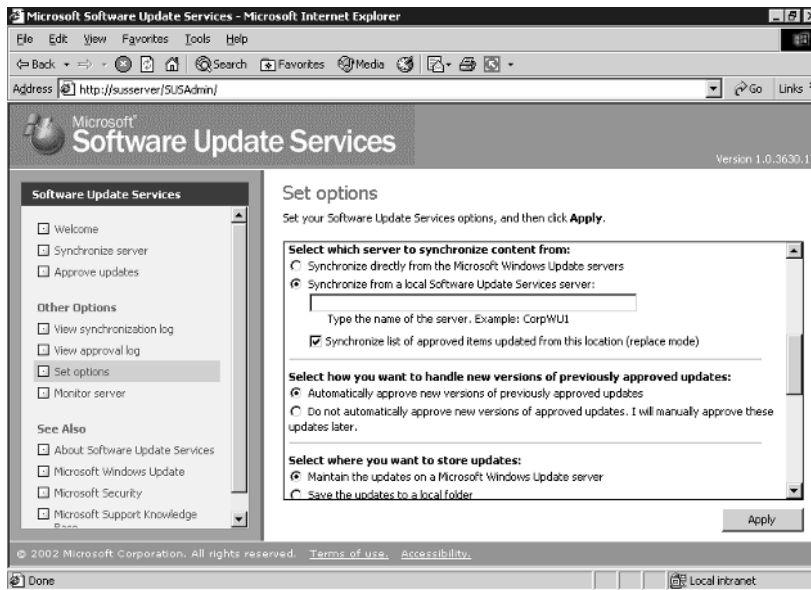 Microsoft Software Update Services - Microsoft Internet Explorer
File Edit View Favorites Tools Help
Back Search Favorites Media
Address http://susserver/SUSAdmin/ Go Links
Microsoft®
Software Update Services
Version 1.0.3630.1
Software Update Services
Welcome
Synchronize server
Approve updates
Other Options
View synchronization log
View approval log
Set options
Monitor server
See Also
About Software Update Services
Microsoft Windows Update
Microsoft Security
Microsoft Support Knowledge
Base
Set options
Set your Software Update Services options, and then click Apply.
Select which server to synchronize content from:
Synchronize directly from the Microsoft Windows Update servers
Synchronize from a local Software Update Services server:
Type the name of the server. Example: CorpWU1
Synchronize list of approved items updated from this location (replace mode)
Select how you want to handle new versions of previously approved updates:
Automatically approve new versions of previously approved updates
Do not automatically approve new versions of approved updates. I will manually approve these
updates later.
Select where you want to store updates:
Maintain the updates on a Microsoft Windows Update server
Save the updates to a local folder
Apply
© 2002 Microsoft Corporation. All rights reserved. Terms of use. Accessibility.
Done Local intranet